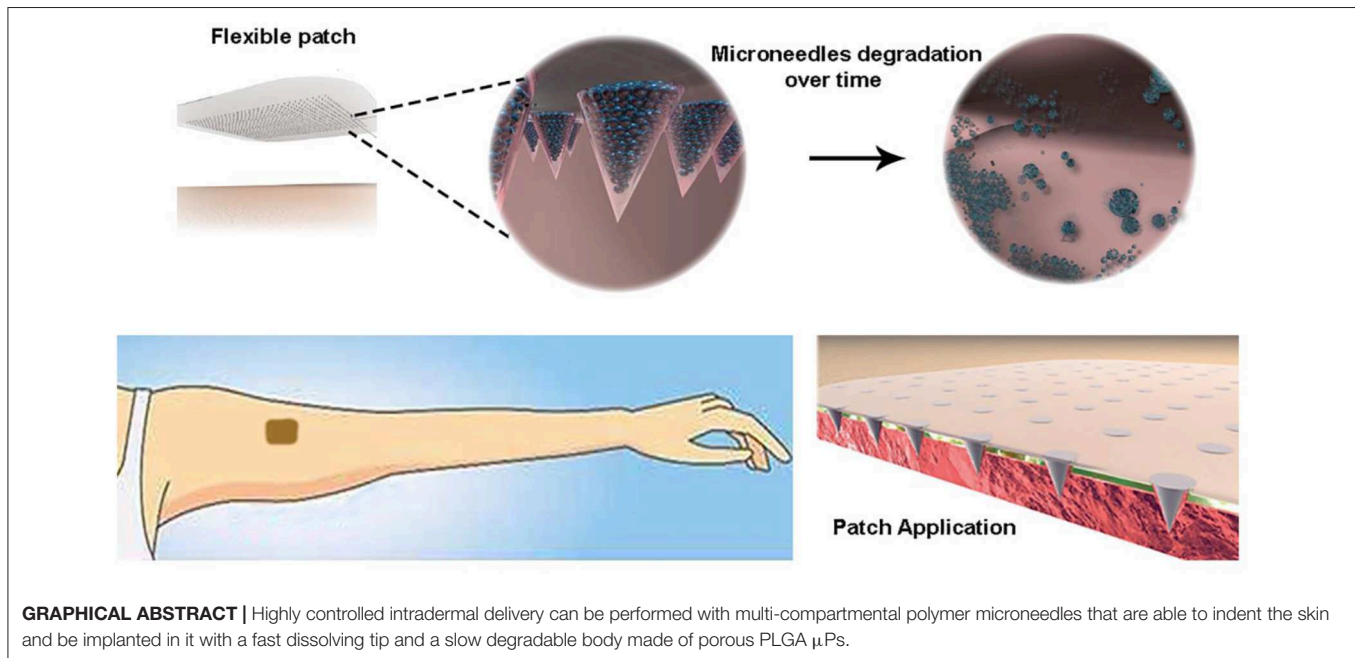 Flexible patch
Microneedles degradation
over time
Patch Application
GRAPHICAL ABSTRACT | Highly controlled intradermal delivery can be performed with multi-compartmental polymer microneedles that are able to indent the skin
and be implanted in it with a fast dissolving tip and a slow degradable body made of porous PLGA μPs.